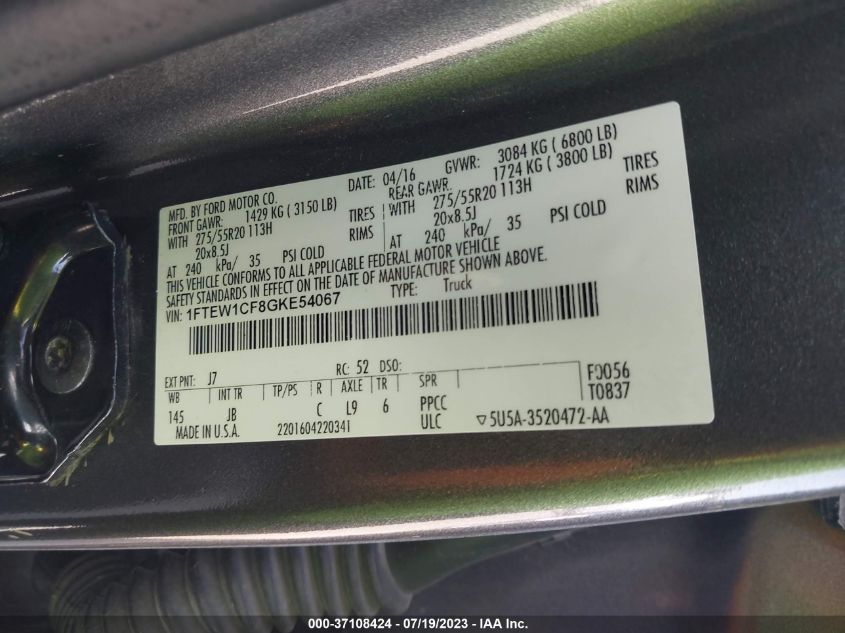 MFD. BY FORD MOTOR CO. DATE: 04/16 GVWR: 3084 KG ( 6800 LB)
FRONT GAWR: 1429 KG ( 3150 LB) REAR GAWR: 1724 KG ( 3800 LB)
WITH 275/55R20 113H TIRES WITH 275/55R20 113H TIRES
20x8.5J RIMS 20x8.5J RIMS
AT 240 kPa/ 35 PSI COLD AT 240 kPa/ 35 PSI COLD
THIS VEHICLE CONFORMS TO ALL APPLICABLE FEDERAL MOTOR VEHICLE
SAFETY STANDARDS IN EFFECT ON THE DATE OF MANUFACTURE SHOWN ABOVE.
VIN: 1FTEW1CF8GKE54067 TYPE: Truck
EXT PNT: J7 RC: 52 DSO: F0056
WB INT TR TP/PS R AXLE TR SPR T0837
145 JB C L9 6 PPCC
MADE IN U.S.A. 2201604220341 ULC ▽5U5A-3520472-AA
000-37108424 - 07/19/2023 - IAA Inc.